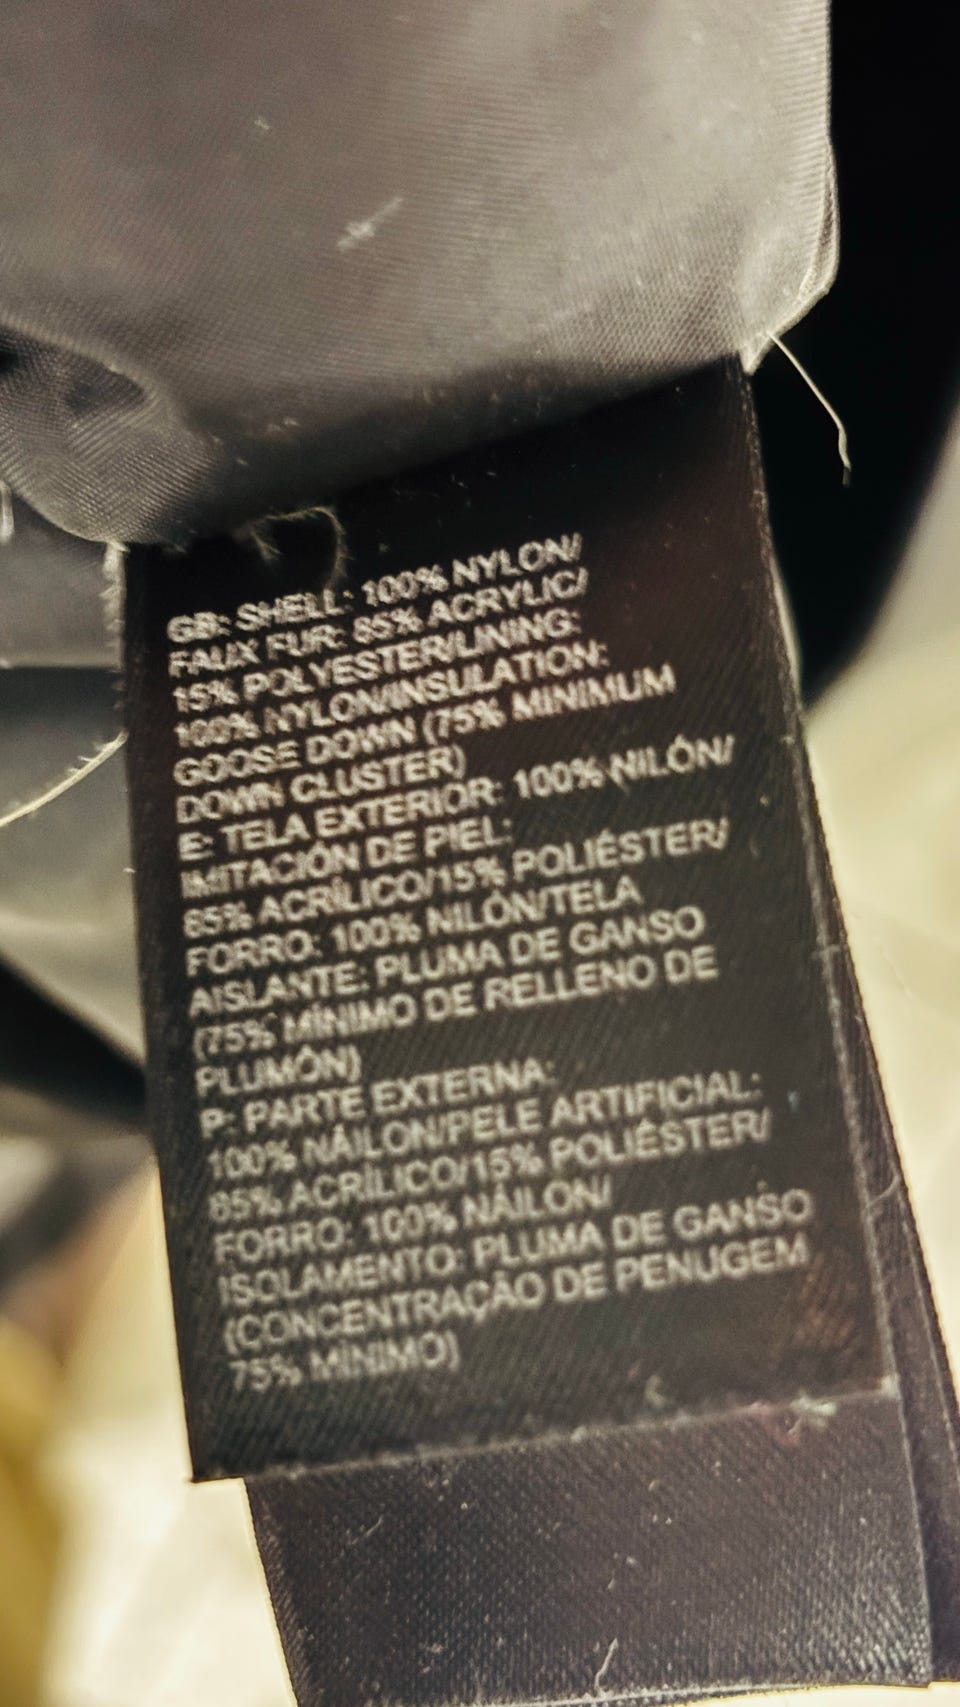 GB: SHELL: 100% NYLON/
FAUX FUR: 85% ACRYLIC/
15% POLYESTER/LINING:
100% NYLON/INSULATION:
GOOSE DOWN (75% MINIMUM
DOWN CLUSTER)
E: TELA EXTERIOR: 100% NILÓN/
IMITACIÓN DE PIEL:
85% ACRÍLICO/15% POLIÉSTER/
FORRO: 100% NILÓN/TELA
AISLANTE: PLUMA DE GANSO
(75% MÍNIMO DE RELLENO DE
PLUMÓN)
P: PARTE EXTERNA:
100% NÁILON/PELE ARTIFICIAL:
85% ACRÍLICO/15% POLIÉSTER/
FORRO: 100% NÁILON/
ISOLAMENTO: PLUMA DE GANSO
(CONCENTRAÇÃO DE PENUGEM
75% MÍNIMO)